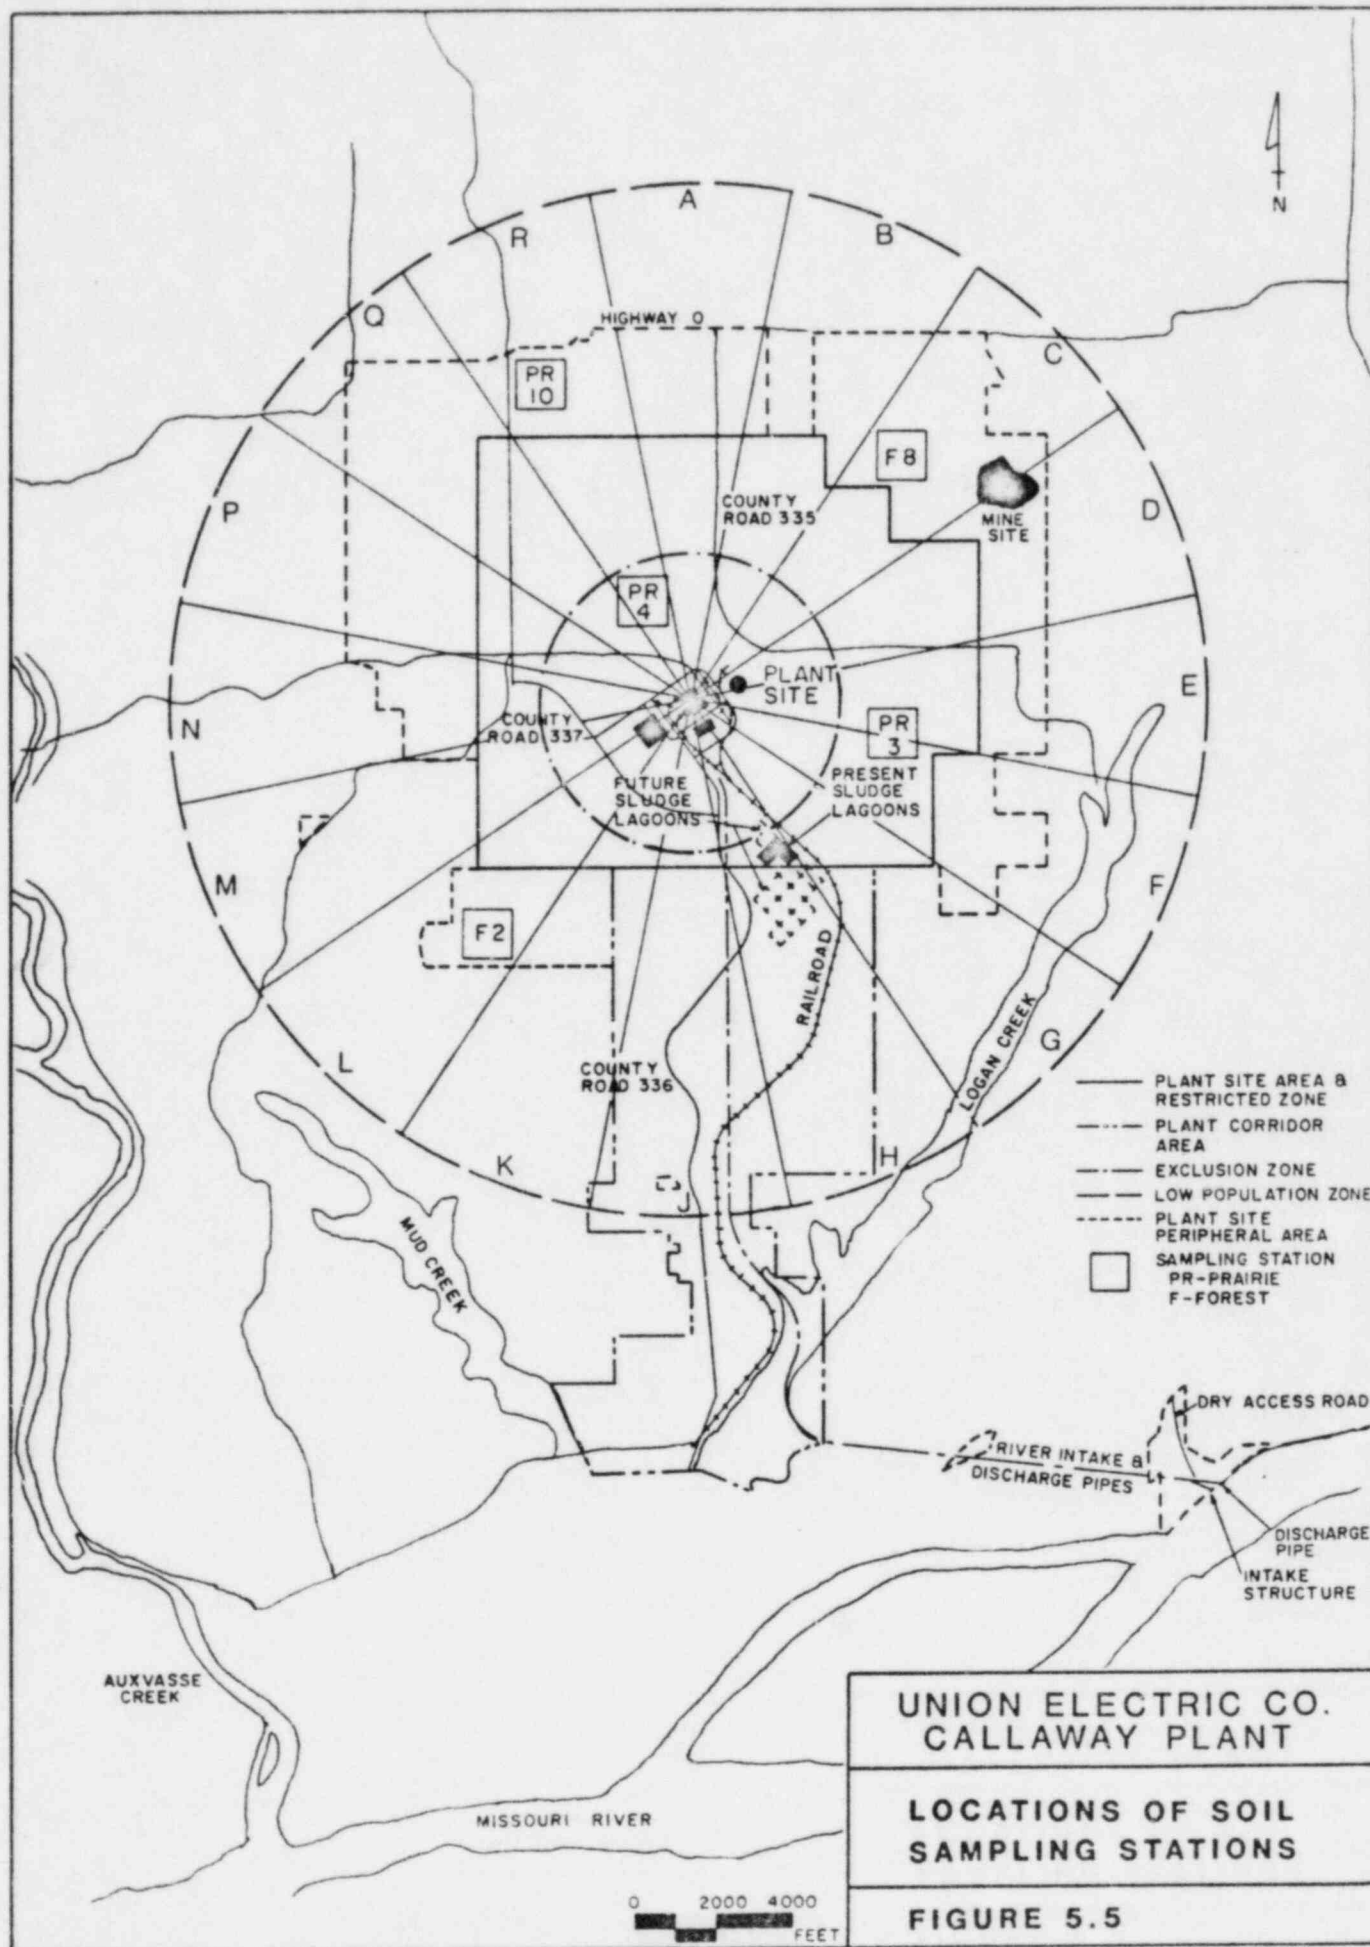 A
B
R
N
Q
HIGHWAY O
C
PR
10
F8
COUNTY
ROAD 335
MINE
SITE
P
D
PR
4
PLANT
SITE
E
N
COUNTY
ROAD 337
PR
3
FUTURE
SLUDGE
LAGOONS
PRESENT
SLUDGE
LAGOONS
M
F
F2
RAILROAD
LOGAN CREEK
G
L
COUNTY
ROAD 336
K
H
J
MUD CREEK
PLANT SITE AREA &
RESTRICTED ZONE
PLANT CORRIDOR
AREA
EXCLUSION ZONE
LOW POPULATION ZONE
PLANT SITE
PERIPHERAL AREA
SAMPLING STATION
PR-PRAIRIE
F-FOREST
DRY ACCESS ROAD
RIVER INTAKE &
DISCHARGE PIPES
DISCHARGE
PIPE
INTAKE
STRUCTURE
AUXVASSE
CREEK
MISSOURI RIVER
0 2000 4000
FEET
UNION ELECTRIC CO.
CALLAWAY PLANT
LOCATIONS OF SOIL
SAMPLING STATIONS
FIGURE 5.5